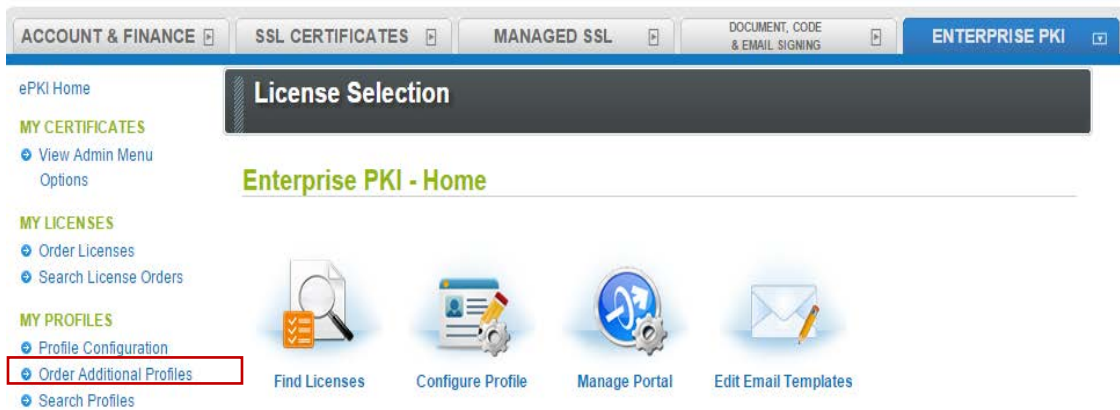 ACCOUNT & FINANCE
SSL CERTIFICATES
MANAGED SSL
DOCUMENT, CODE
& EMAIL SIGNING
ENTERPRISE PKI
ePKI Home
MY CERTIFICATES
View Admin Menu
Options
MY LICENSES
Order Licenses
Search License Orders
MY PROFILES
Profile Configuration
Order Additional Profiles
Search Profiles
License Selection
Enterprise PKI - Home
Find Licenses
Configure Profile
Manage Portal
Edit Email Templates